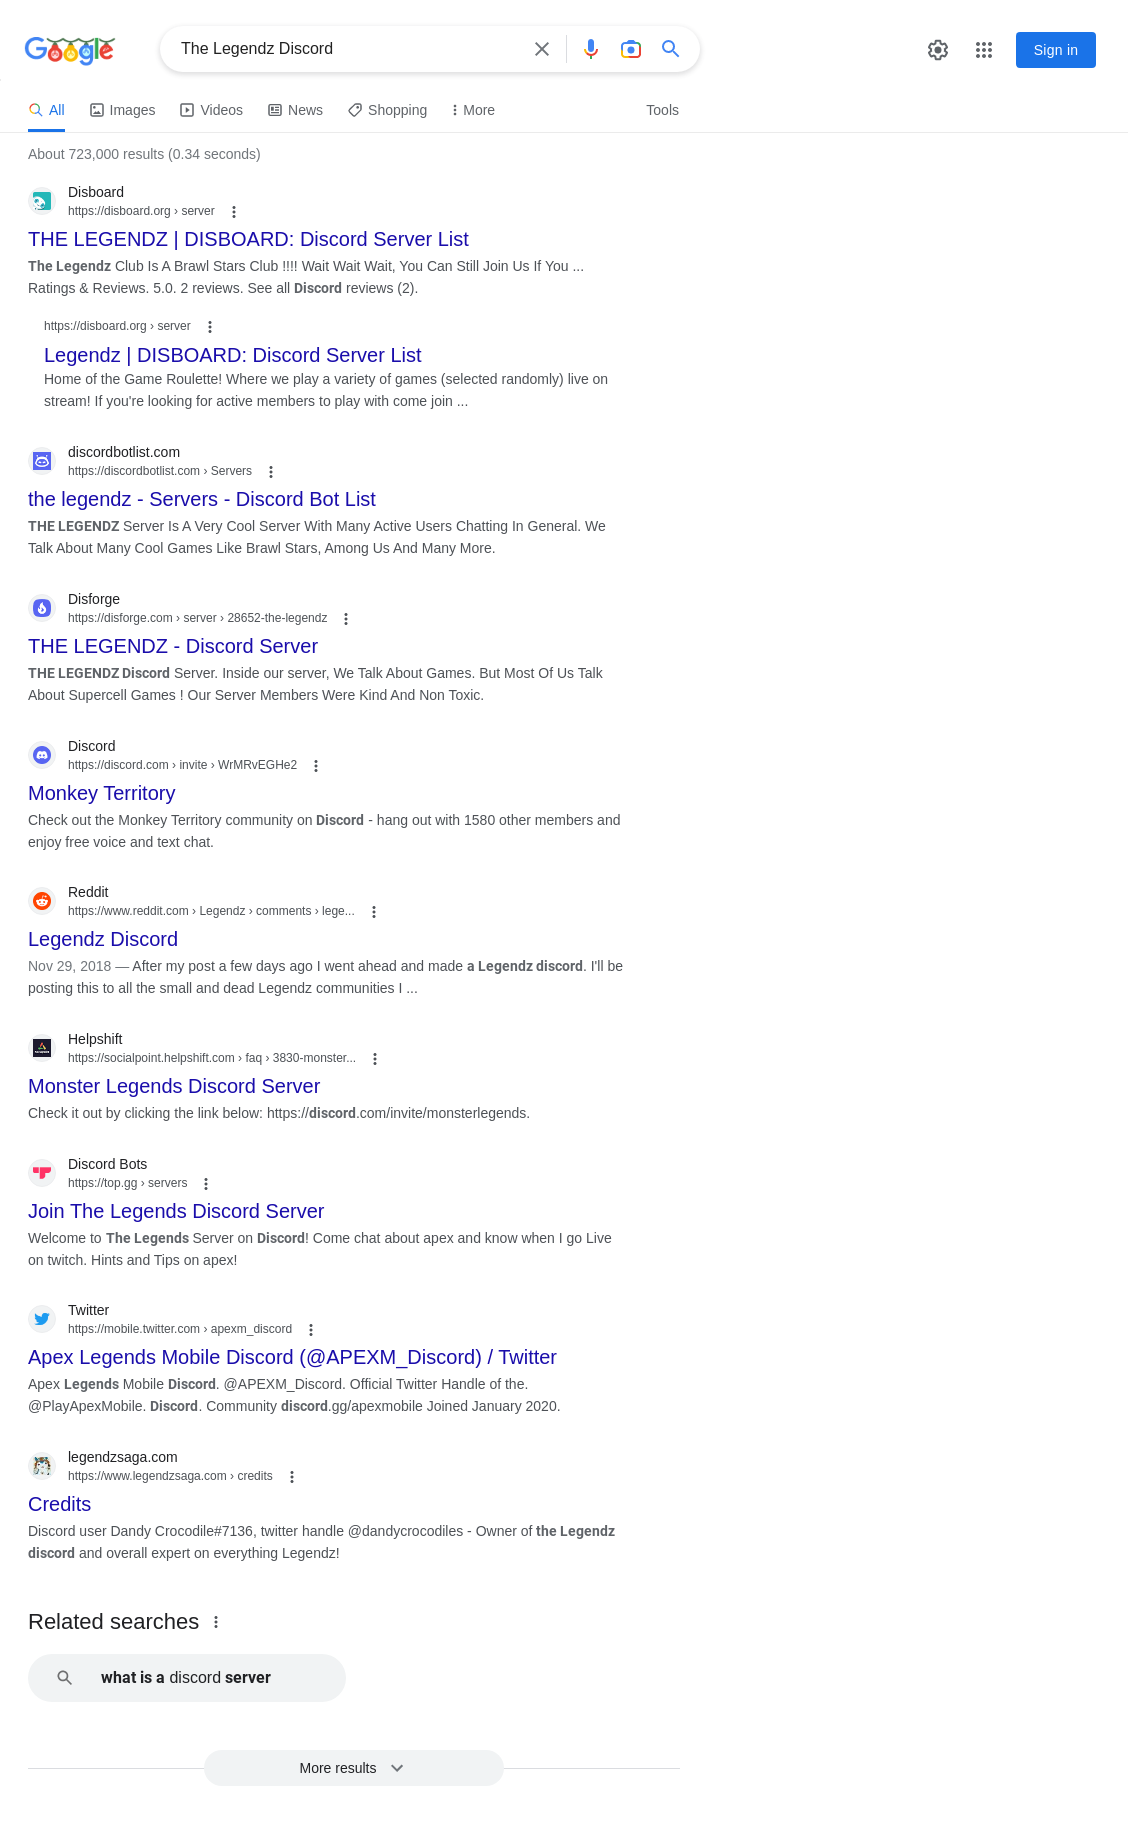 Google
The Legendz Discord
Sign in
All Images Videos News Shopping More Tools
About 723,000 results (0.34 seconds)
Disboard
https://disboard.org › server
THE LEGENDZ | DISBOARD: Discord Server List
The Legendz Club Is A Brawl Stars Club !!!! Wait Wait Wait, You Can Still Join Us If You ...
Ratings & Reviews. 5.0. 2 reviews. See all Discord reviews (2).
https://disboard.org › server
Legendz | DISBOARD: Discord Server List
Home of the Game Roulette! Where we play a variety of games (selected randomly) live on
stream! If you're looking for active members to play with come join ...
discordbotlist.com
https://discordbotlist.com › Servers
the legendz - Servers - Discord Bot List
THE LEGENDZ Server Is A Very Cool Server With Many Active Users Chatting In General. We
Talk About Many Cool Games Like Brawl Stars, Among Us And Many More.
Disforge
https://disforge.com › server › 28652-the-legendz
THE LEGENDZ - Discord Server
THE LEGENDZ Discord Server. Inside our server, We Talk About Games. But Most Of Us Talk
About Supercell Games ! Our Server Members Were Kind And Non Toxic.
Discord
https://discord.com › invite › WrMRvEGHe2
Monkey Territory
Check out the Monkey Territory community on Discord - hang out with 1580 other members and
enjoy free voice and text chat.
Reddit
https://www.reddit.com › Legendz › comments › lege...
Legendz Discord
Nov 29, 2018 — After my post a few days ago I went ahead and made a Legendz discord. I'll be
posting this to all the small and dead Legendz communities I ...
Helpshift
https://socialpoint.helpshift.com › faq › 3830-monster...
Monster Legends Discord Server
Check it out by clicking the link below: https://discord.com/invite/monsterlegends.
Discord Bots
https://top.gg › servers
Join The Legends Discord Server
Welcome to The Legends Server on Discord! Come chat about apex and know when I go Live
on twitch. Hints and Tips on apex!
Twitter
https://mobile.twitter.com › apexm_discord
Apex Legends Mobile Discord (@APEXM_Discord) / Twitter
Apex Legends Mobile Discord. @APEXM_Discord. Official Twitter Handle of the.
@PlayApexMobile. Discord. Community discord.gg/apexmobile Joined January 2020.
legendzsaga.com
https://www.legendzsaga.com › credits
Credits
Discord user Dandy Crocodile#7136, twitter handle @dandycrocodiles - Owner of the Legendz
discord and overall expert on everything Legendz!
Related searches
what is a discord server
More results